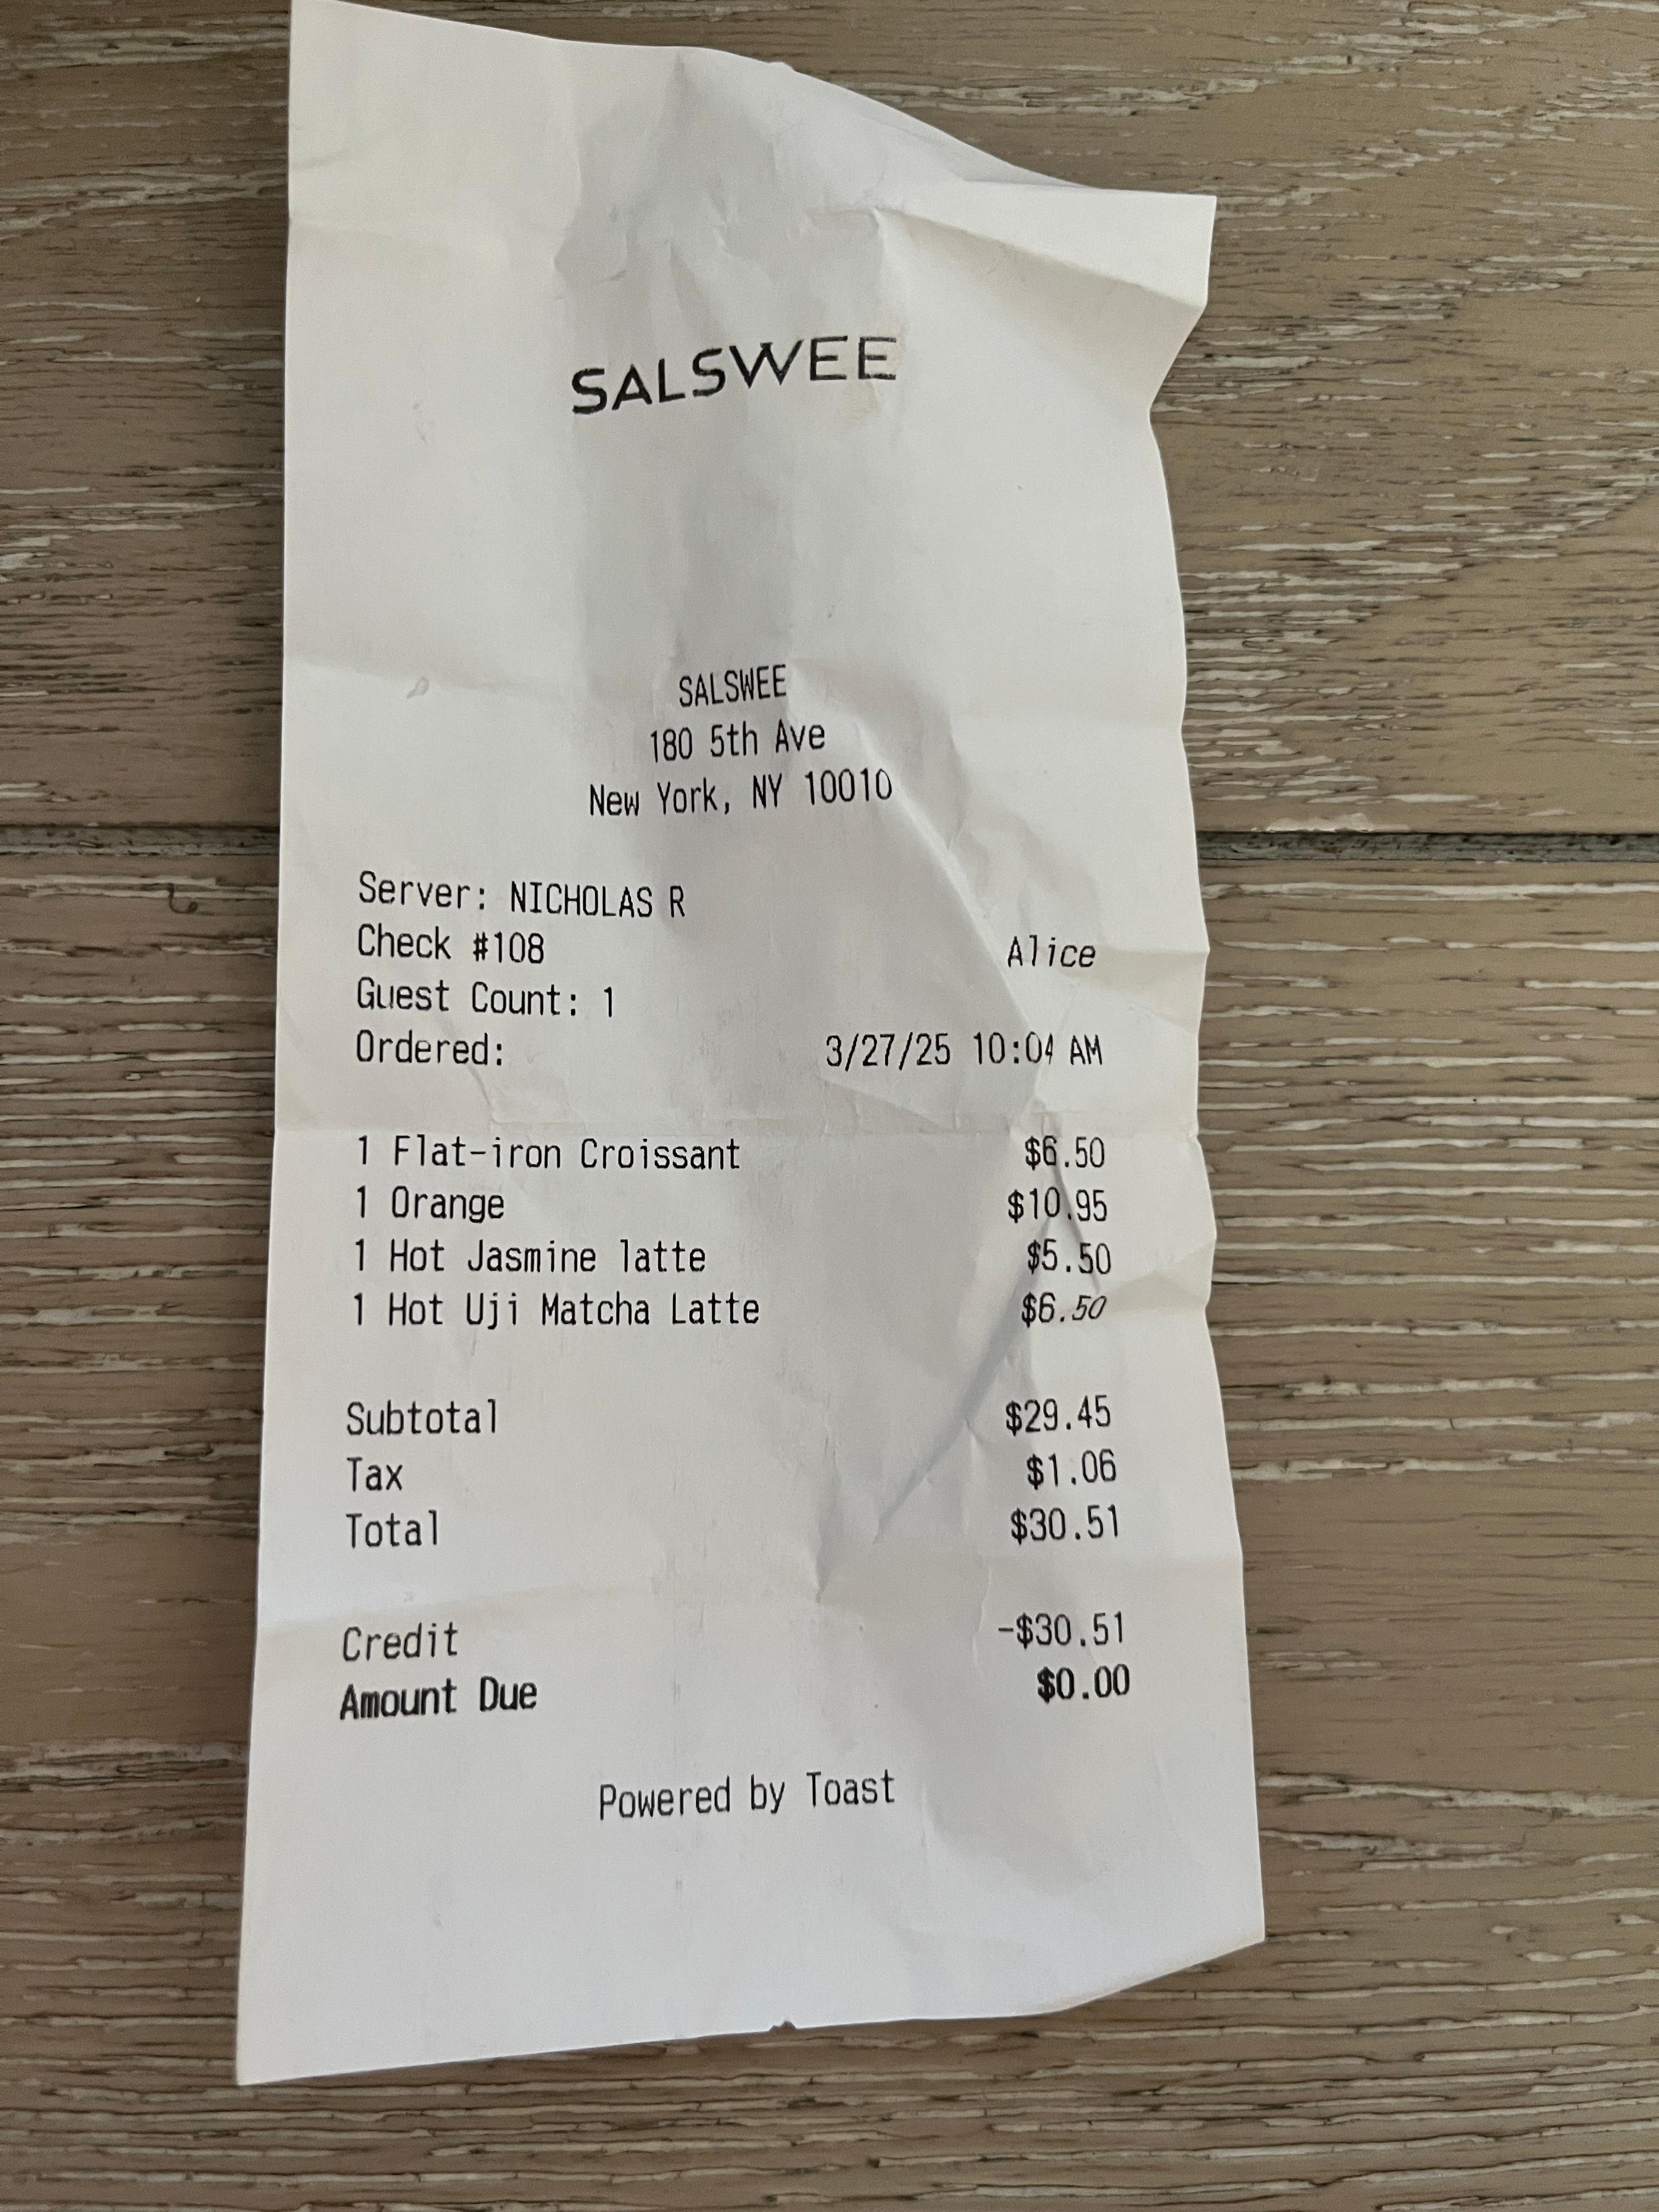 SALSWEE
SALSWEE
180 5th Ave
New York, NY 10010
Server: NICHOLAS R
Check #108 Alice
Guest Count: 1
Ordered: 3/27/25 10:04 AM
1 Flat-iron Croissant $6.50
1 Orange $10.95
1 Hot Jasmine latte $5.50
1 Hot Uji Matcha Latte $6.50
Subtotal $29.45
Tax $1.06
Total $30.51
Credit -$30.51
Amount Due $0.00
Powered by Toast